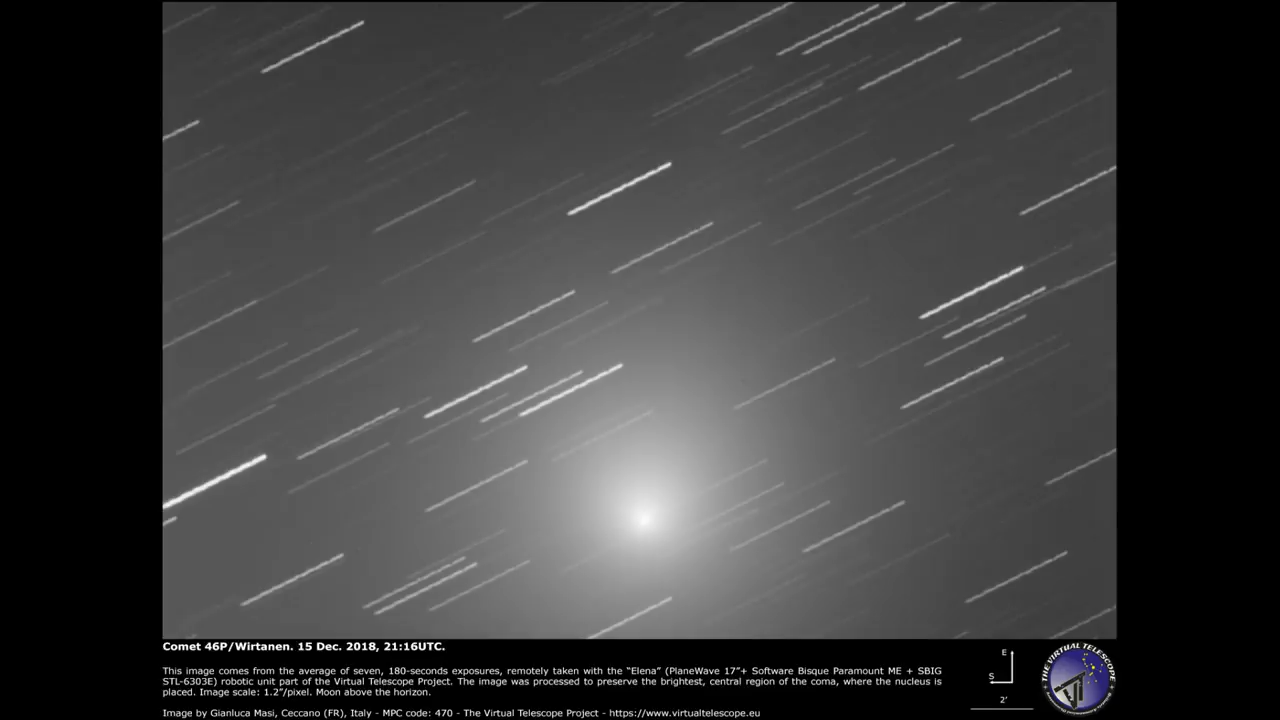 Comet 46P/Wirtanen. 15 Dec. 2018, 21:16UTC.
This image comes from the average of seven, 180-seconds exposures, remotely taken with the “Elena” (PlaneWave 17”+ Software Bisque Paramount ME + SBIG
STL-6303E) robotic unit part of the Virtual Telescope Project. The image was processed to preserve the brightest, central region of the coma, where the nucleus is
placed. Image scale: 1.2”/pixel. Moon above the horizon.
Image by Gianluca Masi, Ceccano (FR), Italy - MPC code: 470 - The Virtual Telescope Project - https://www.virtualtelescope.eu
E
S
2’
THE VIRTUAL TELESCOPE